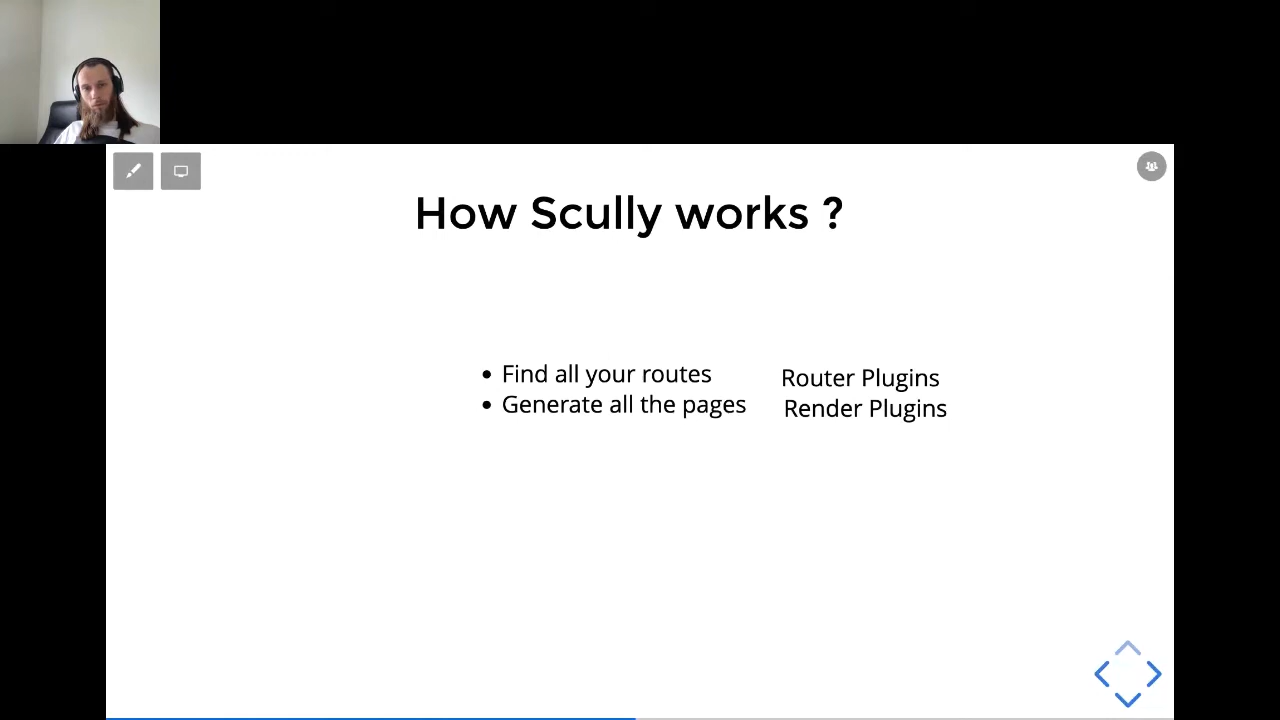 How Scully works ?
• Find all your routes Router Plugins
• Generate all the pages Render Plugins